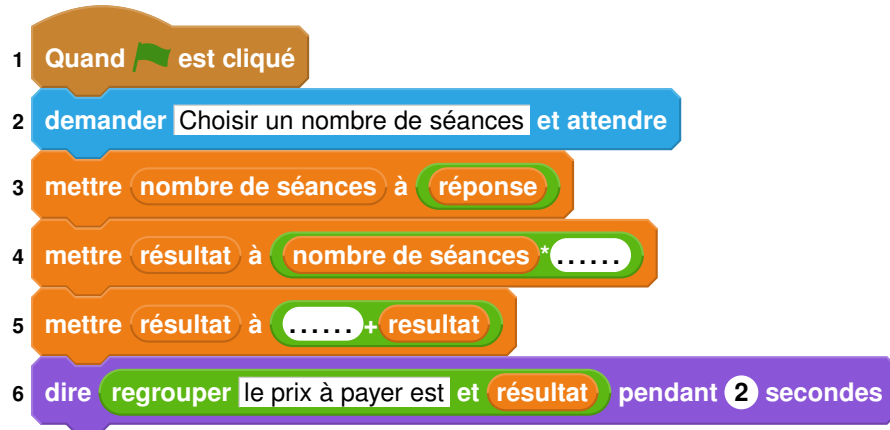 1 Quand est cliqué
2 demander Choisir un nombre de séances et attendre
3 mettre nombre de séances à réponse
4 mettre résultat à nombre de séances * ......
5 mettre résultat à ...... + resultat
6 dire regrouper le prix à payer est et résultat pendant 2 secondes